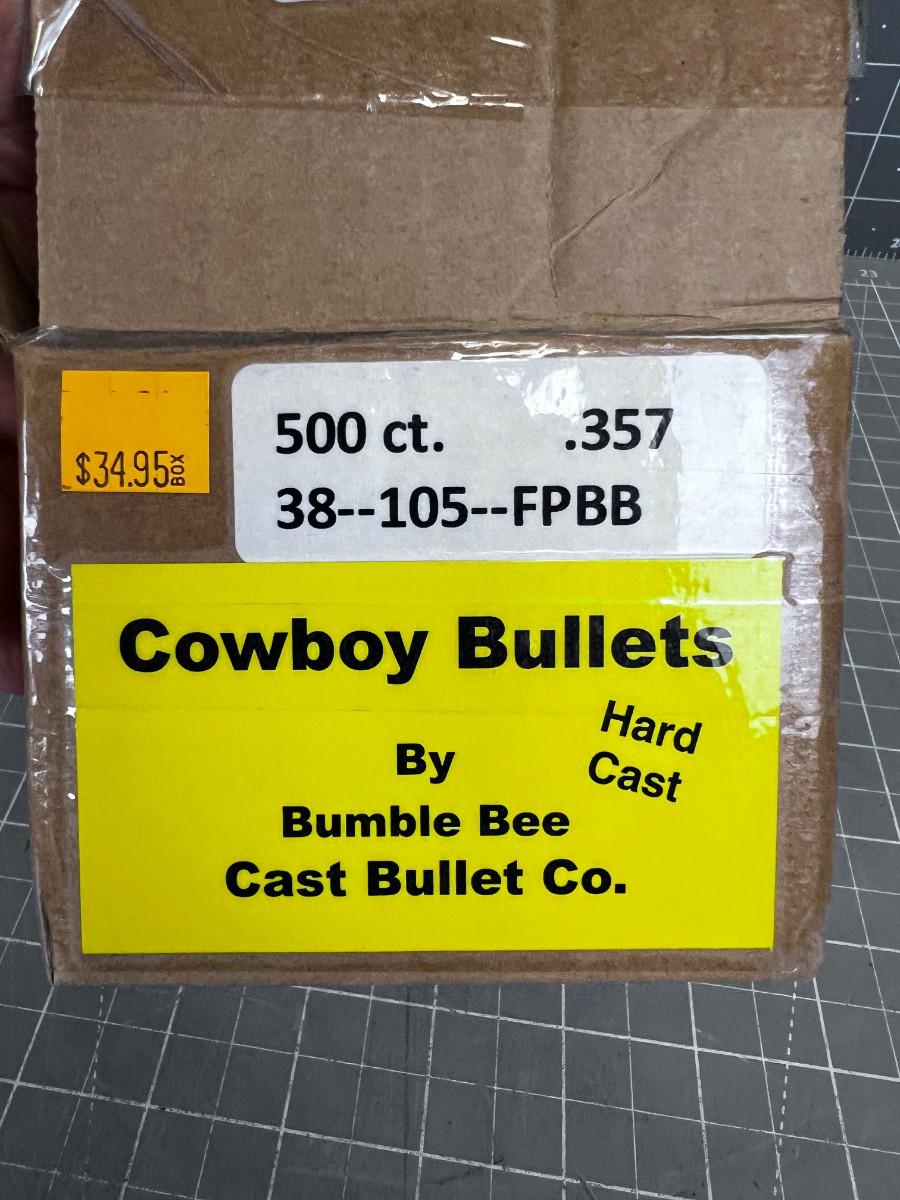 $34.95 BOX
500 ct. .357
38--105--FPBB
Cowboy Bullets
Hard
Cast
By
Bumble Bee
Cast Bullet Co.
23